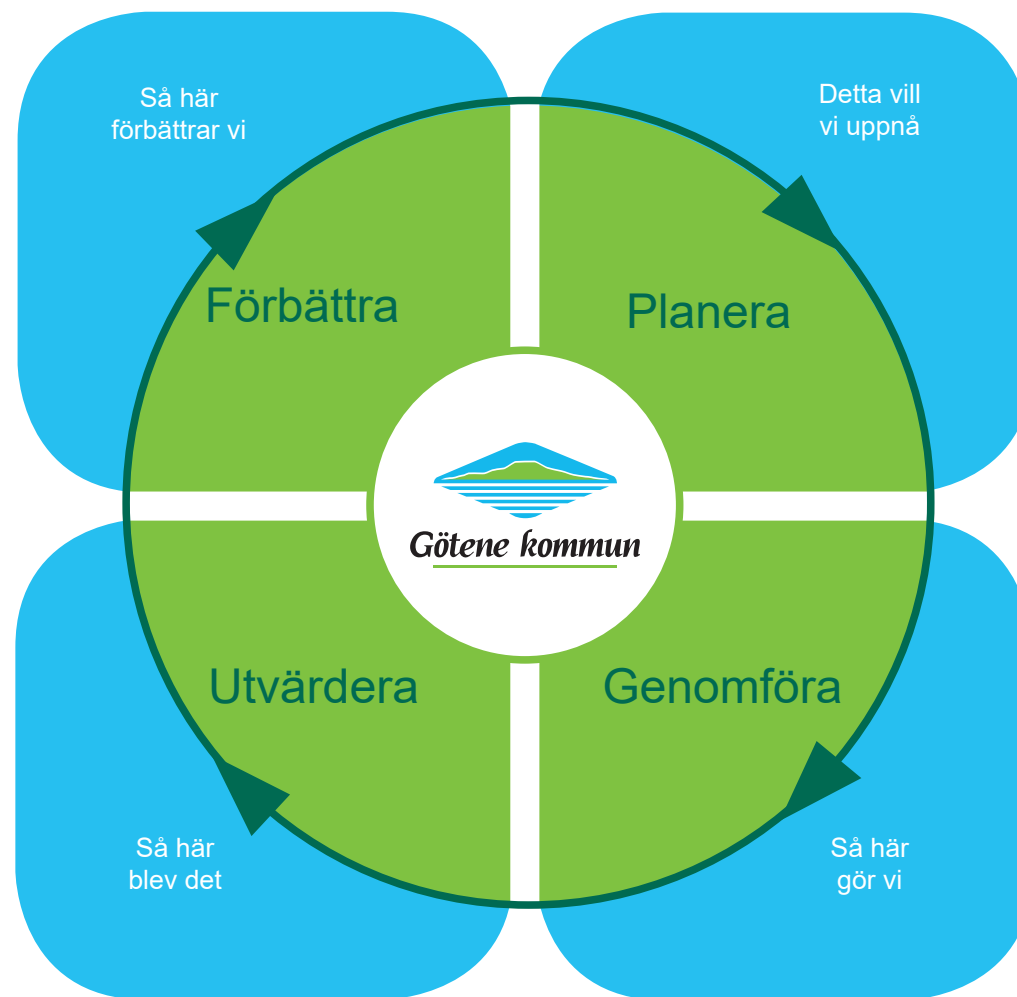 Så här
förbättrar vi
Detta vill
vi uppnå
Förbättra
Planera
Götene kommun
Utvärdera
Genomföra
Så här
blev det
Så här
gör vi